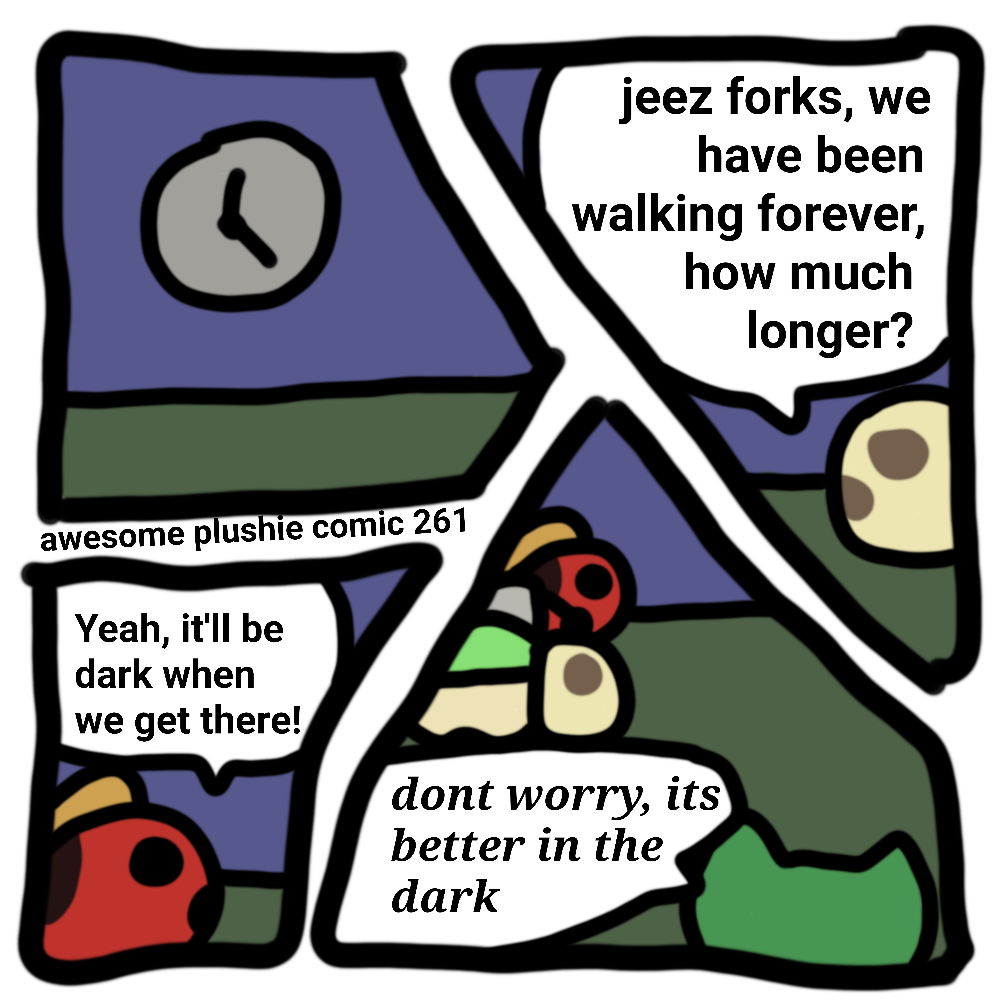 jeez forks, we
have been
walking forever,
how much
longer?
awesome plushie comic 261
Yeah, it'll be
dark when
we get there!
dont worry, its
better in the
dark